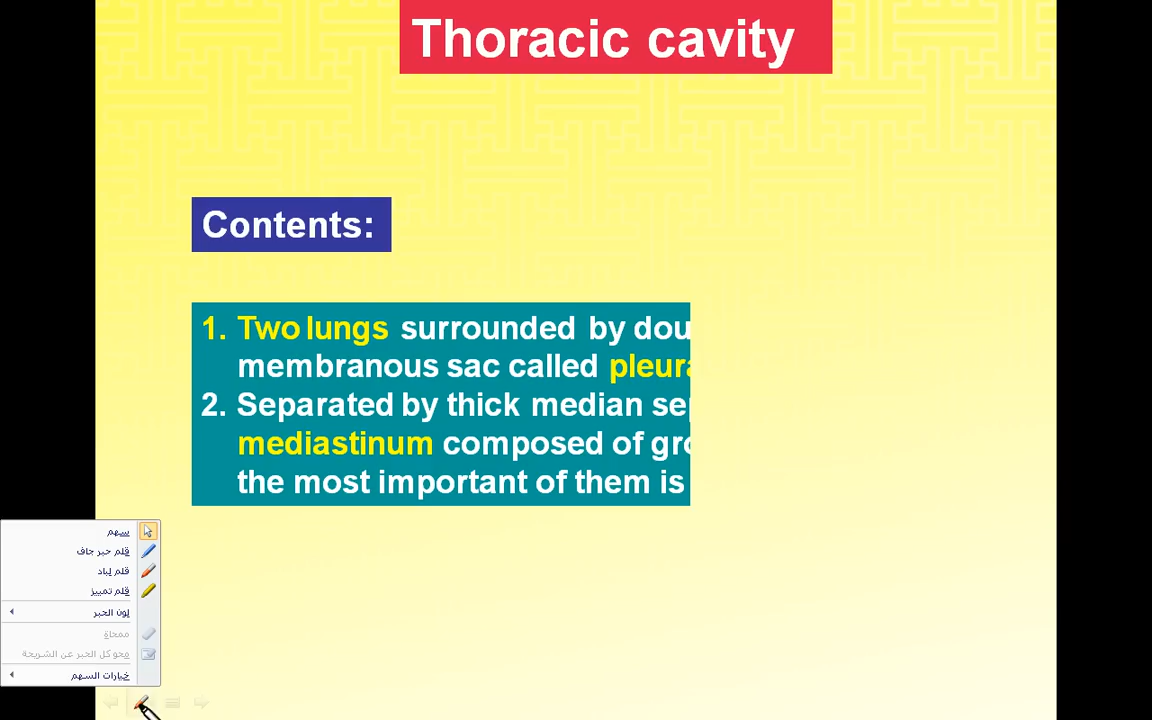 Thoracic cavity
Contents:
1. Two lungs surrounded by dou
membranous sac called pleura
2. Separated by thick median sep
mediastinum composed of gro
the most important of them is
سهم
قلم حبر جاف
قلم لباد
قلم تمييز
لون الحبر
ممحاة
محو كل الحبر عن الشريحة
خيارات السهم